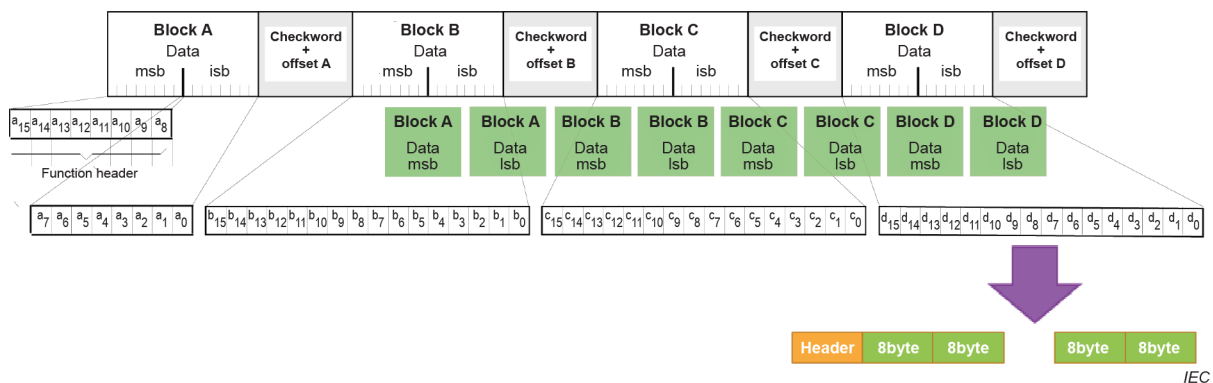 Block A
Data
msb isb
Checkword
+
offset A
Block B
Data
msb isb
Checkword
+
offset B
Block C
Data
msb isb
Checkword
+
offset C
Block D
Data
msb isb
Checkword
+
offset D
a15 a14 a13 a12 a11 a10 a9 a8
Function header
Block A
Data
msb
Block A
Data
lsb
Block B
Data
msb
Block B
Data
lsb
Block C
Data
msb
Block C
Data
lsb
Block D
Data
msb
Block D
Data
lsb
a7 a6 a5 a4 a3 a2 a1 a0
b15 b14 b13 b12 b11 b10 b9 b8 b7 b6 b5 b4 b3 b2 b1 b0
c15 c14 c13 c12 c11 c10 c9 c8 c7 c6 c5 c4 c3 c2 c1 c0
d15 d14 d13 d12 d11 d10 d9 d8 d7 d6 d5 d4 d3 d2 d1 d0
Header 8byte 8byte 8byte 8byte
IEC